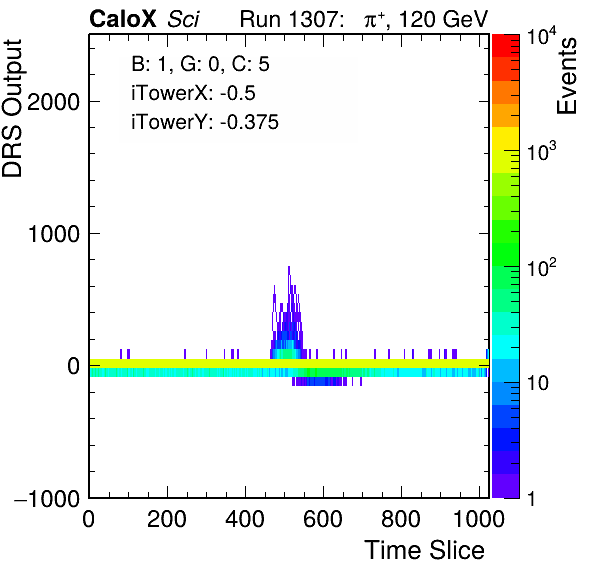 CaloX Sci Run 1307: π⁺, 120 GeV
B: 1, G: 0, C: 5
iTowerX: -0.5
iTowerY: -0.375
DRS Output
2000
1000
0
−1000
0 200 400 600 800 1000
Time Slice
Events
10⁴
10³
10²
10
1